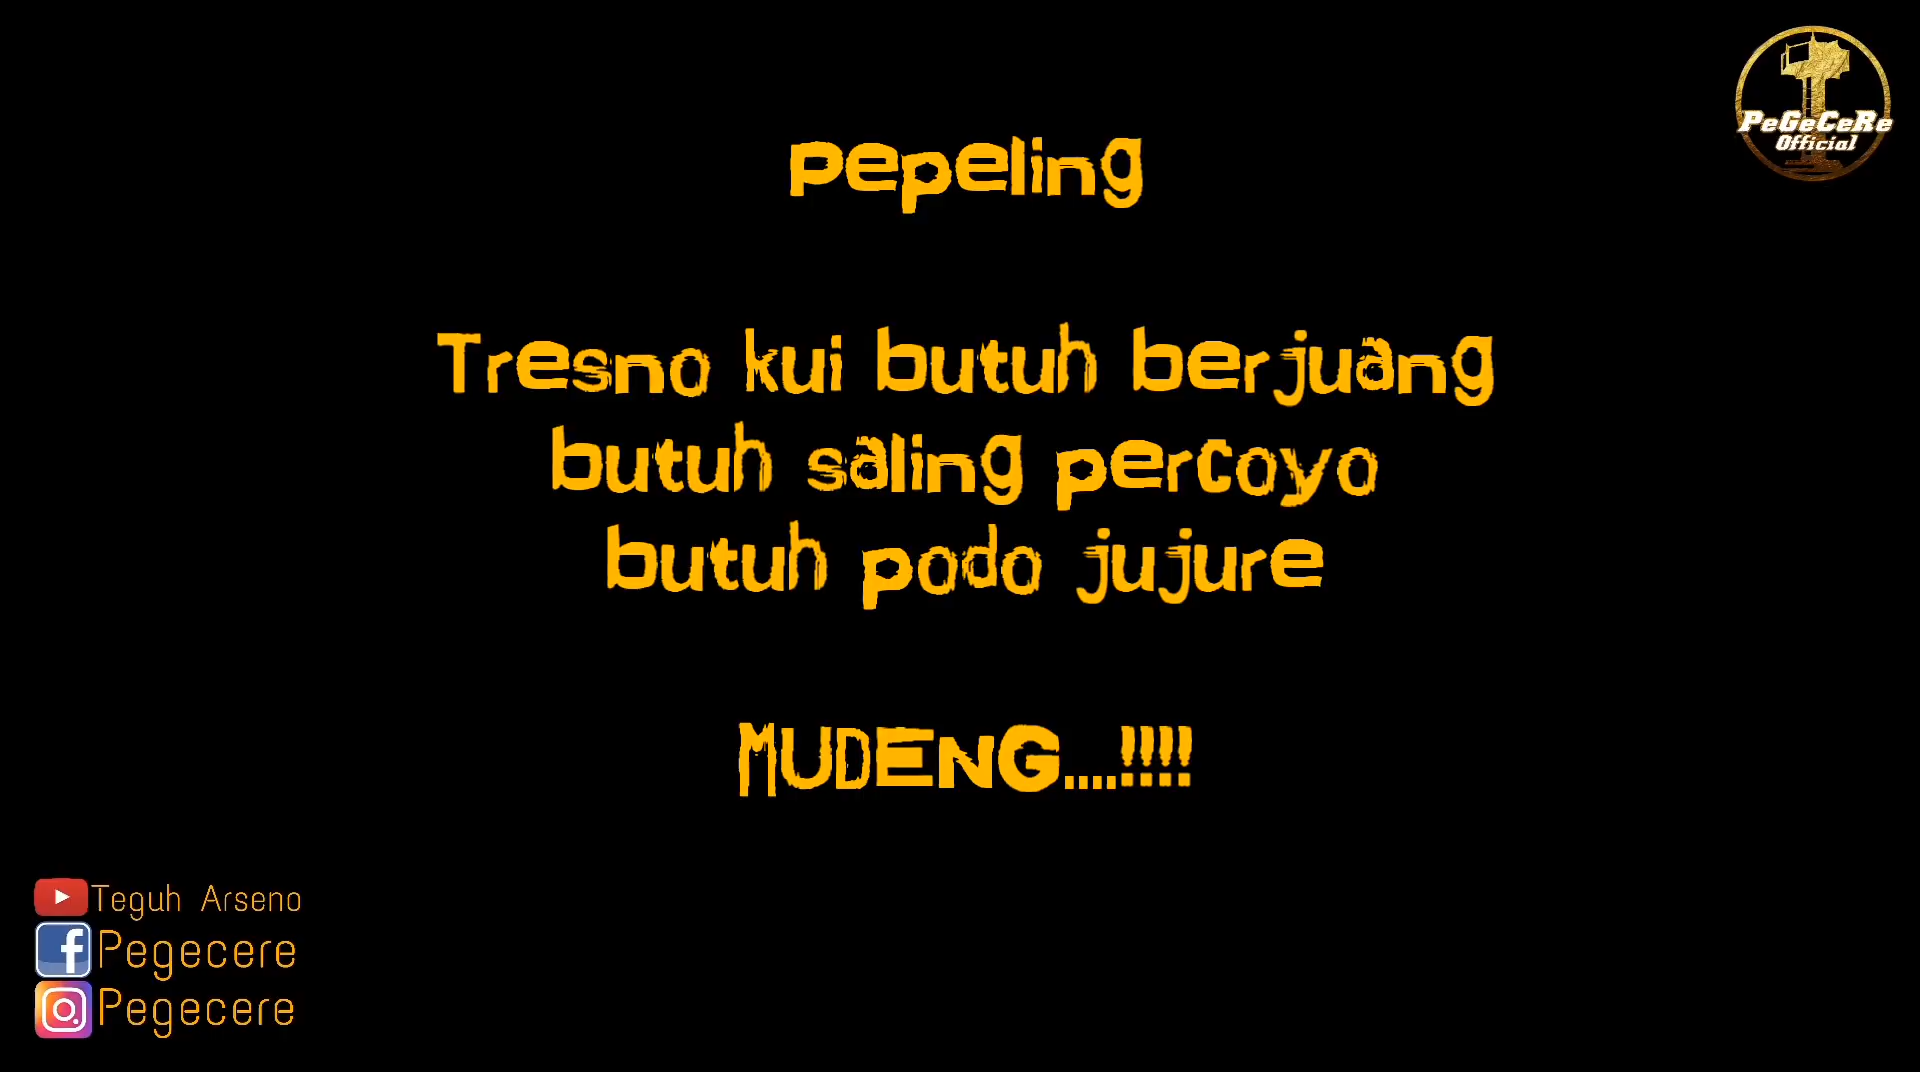 Pepeling
Tresno kui butuh berjuang
butuh saling percoyo
butuh podo jujure
MUDENG....!!!!
PeGeCeRe
Official
Teguh Arseno
Pegecere
Pegecere